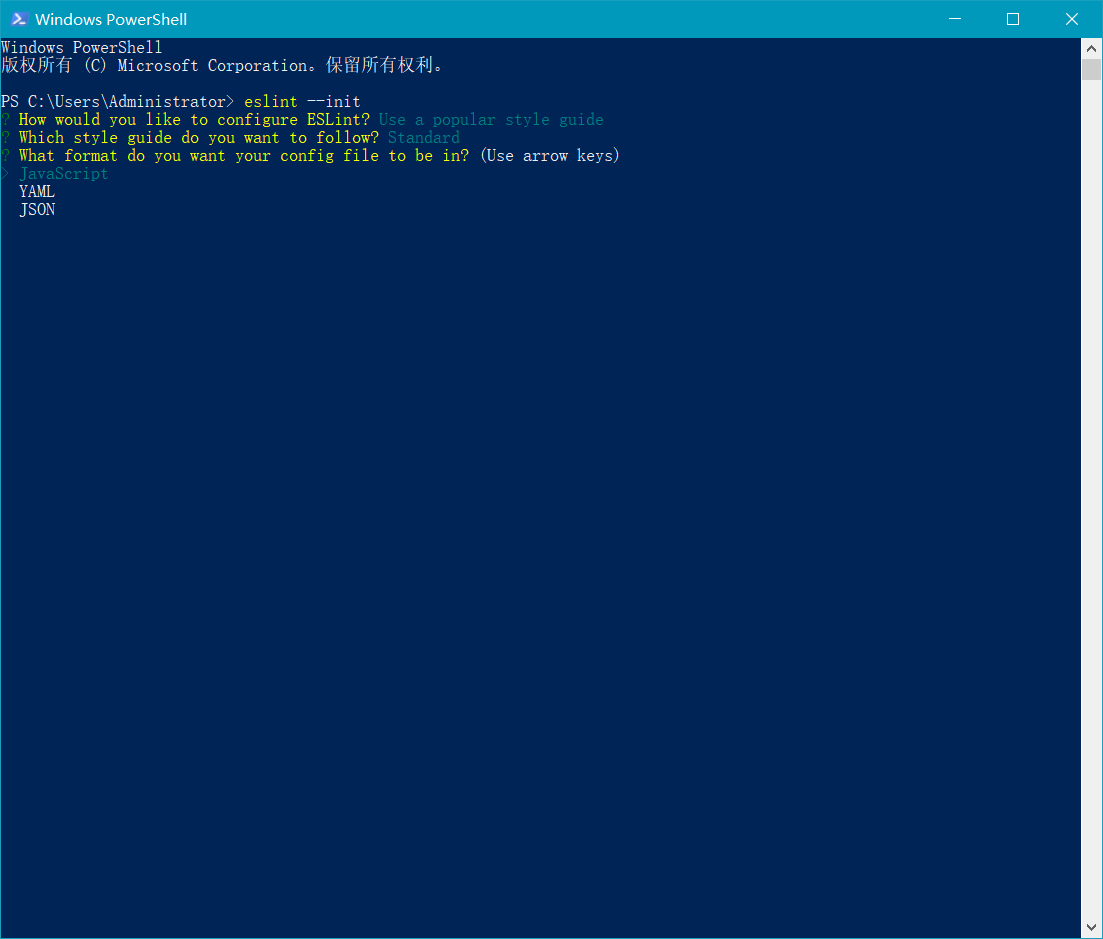 Windows PowerShell
Windows PowerShell
版权所有 (C) Microsoft Corporation。保留所有权利。
PS C:\Users\Administrator> eslint --init
? How would you like to configure ESLint? Use a popular style guide
? Which style guide do you want to follow? Standard
? What format do you want your config file to be in? (Use arrow keys)
> JavaScript
YAML
JSON